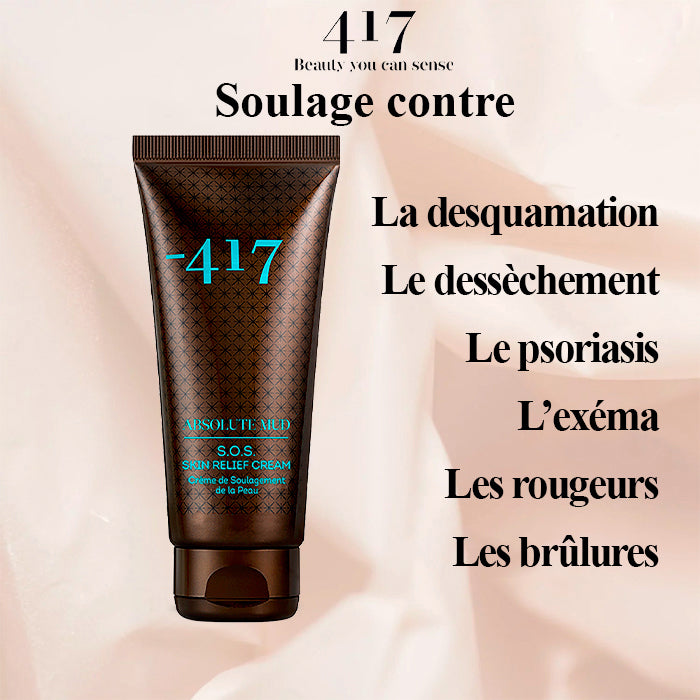 417
Beauty you can sense
Soulage contre
La desquamation
Le dessèchement
Le psoriasis
L’exéma
Les rougeurs
Les brûlures
-417
ABSOLUTE MUD
S.O.S.
SKIN RELIEF CREAM
Crème de Soulagement
de la Peau